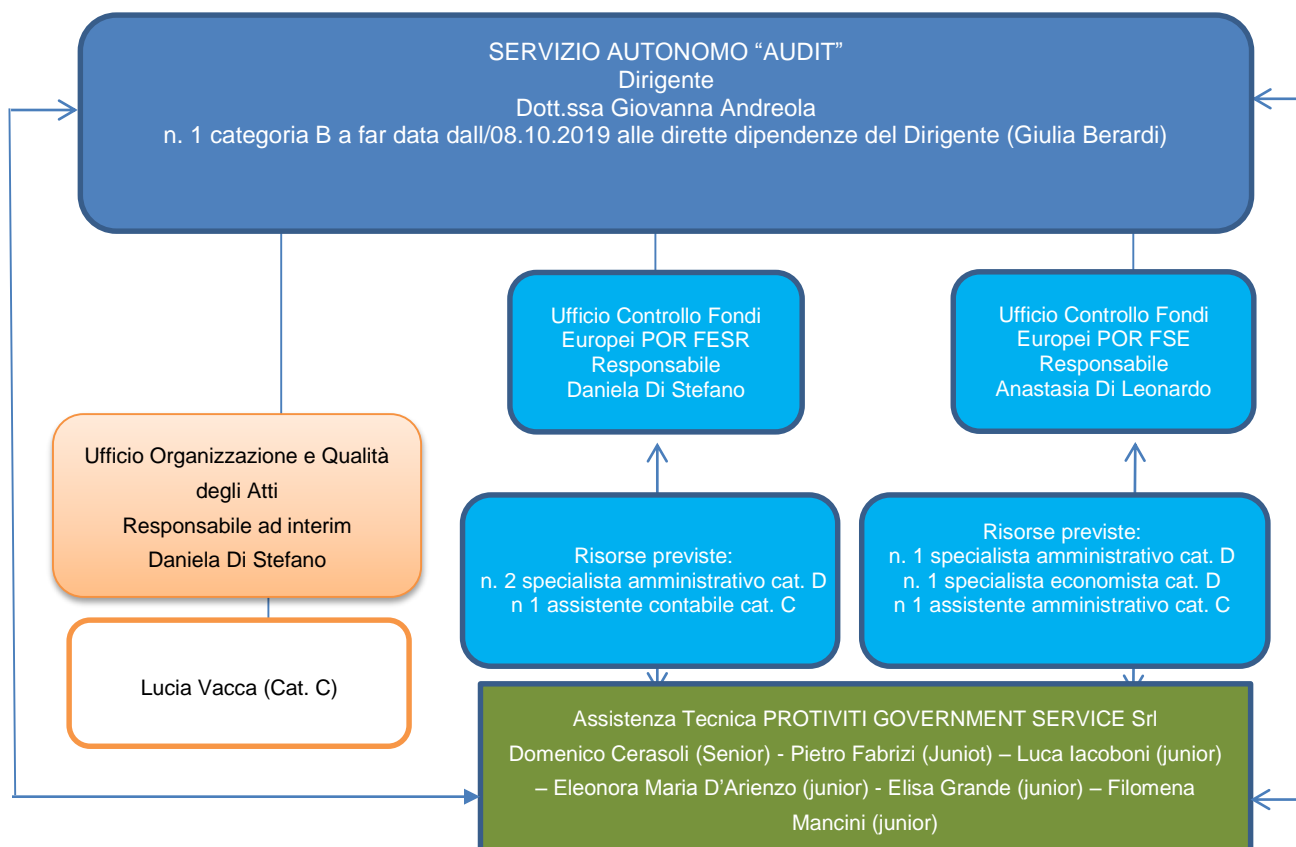 SERVIZIO AUTONOMO “AUDIT”
Dirigente
Dott.ssa Giovanna Andreola
n. 1 categoria B a far data dall/08.10.2019 alle dirette dipendenze del Dirigente (Giulia Berardi)
Ufficio Controllo Fondi
Europei POR FESR
Responsabile
Daniela Di Stefano
Ufficio Controllo Fondi
Europei POR FSE
Responsabile
Anastasia Di Leonardo
Ufficio Organizzazione e Qualità
degli Atti
Responsabile ad interim
Daniela Di Stefano
Risorse previste:
n. 2 specialista amministrativo cat. D
n 1 assistente contabile cat. C
Risorse previste:
n. 1 specialista amministrativo cat. D
n. 1 specialista economista cat. D
n 1 assistente amministrativo cat. C
Lucia Vacca (Cat. C)
Assistenza Tecnica PROTIVITI GOVERNMENT SERVICE Srl
Domenico Cerasoli (Senior) - Pietro Fabrizi (Juniot) – Luca Iacoboni (junior)
– Eleonora Maria D’Arienzo (junior) - Elisa Grande (junior) – Filomena
Mancini (junior)